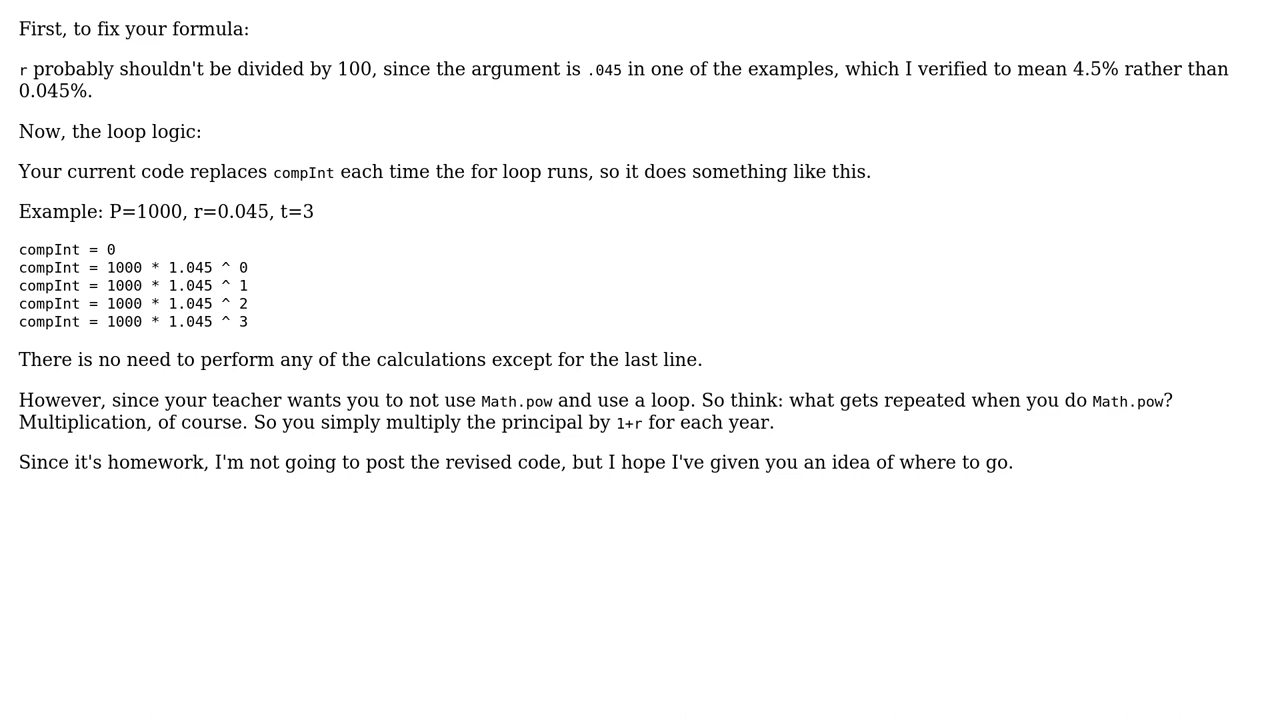 First, to fix your formula:
r probably shouldn't be divided by 100, since the argument is .045 in one of the examples, which I verified to mean 4.5% rather than
0.045%.
Now, the loop logic:
Your current code replaces compInt each time the for loop runs, so it does something like this.
Example: P=1000, r=0.045, t=3
compInt = 0
compInt = 1000 * 1.045 ^ 0
compInt = 1000 * 1.045 ^ 1
compInt = 1000 * 1.045 ^ 2
compInt = 1000 * 1.045 ^ 3
There is no need to perform any of the calculations except for the last line.
However, since your teacher wants you to not use Math.pow and use a loop. So think: what gets repeated when you do Math.pow?
Multiplication, of course. So you simply multiply the principal by 1+r for each year.
Since it's homework, I'm not going to post the revised code, but I hope I've given you an idea of where to go.